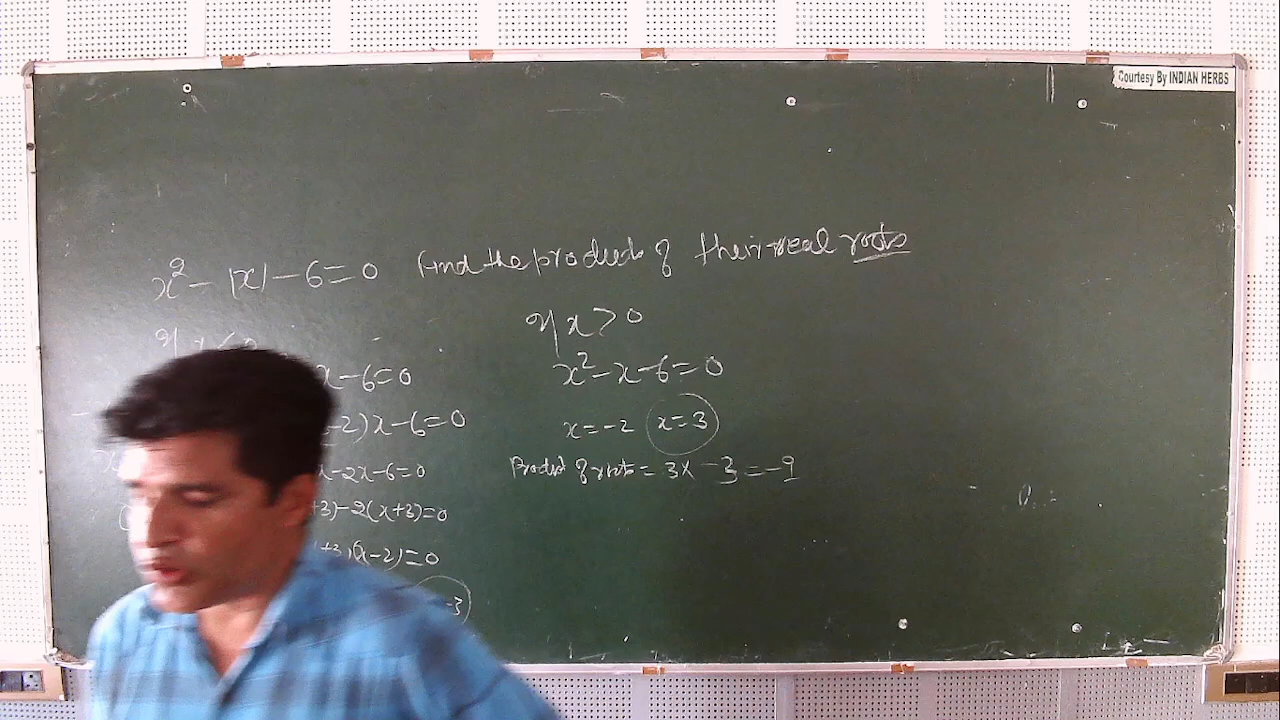 Courtesy By INDIAN HERBS
x² - |x| - 6 = 0 Find the product of their real roots
If x < 0
x - 6 = 0
-2)x - 6 = 0
x - 2x - 6 = 0
+3) - 2(x+3) = 0
+3)(x-2) = 0
-3
If x > 0
x² - x - 6 = 0
x = -2 x = 3
Product of roots = 3x -3 = -9